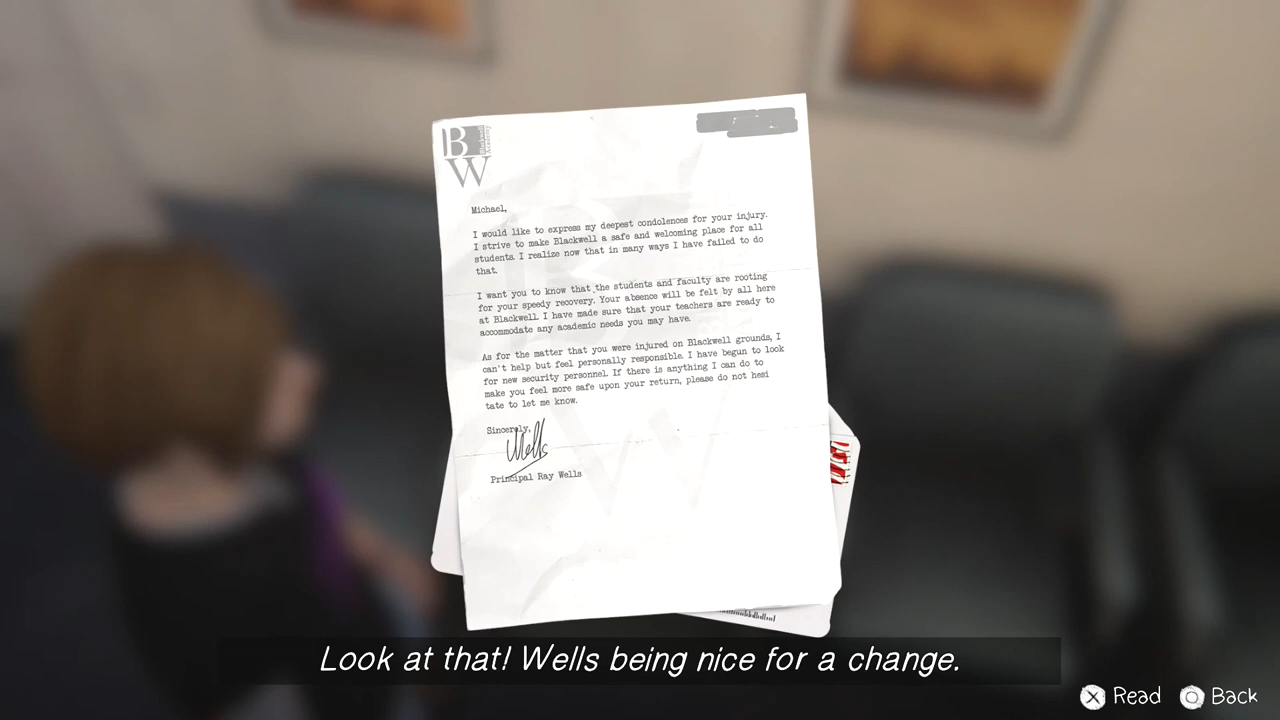 B
W
Blackwell
Academy
Michael,
I would like to express my deepest condolences for your injury.
I strive to make Blackwell a safe and welcoming place for all
students. I realize now that in many ways I have failed to do
that.
I want you to know that the students and faculty are rooting
for your speedy recovery. Your absence will be felt by all here
at Blackwell. I have made sure that your teachers are ready to
accommodate any academic needs you may have.
As for the matter that you were injured on Blackwell grounds, I
can't help but feel personally responsible. I have begun to look
for new security personnel. If there is anything I can do to
make you feel more safe upon your return, please do not hesi
tate to let me know.
Sincerely,
Wells
Principal Ray Wells
Look at that! Wells being nice for a change.
Read
Back